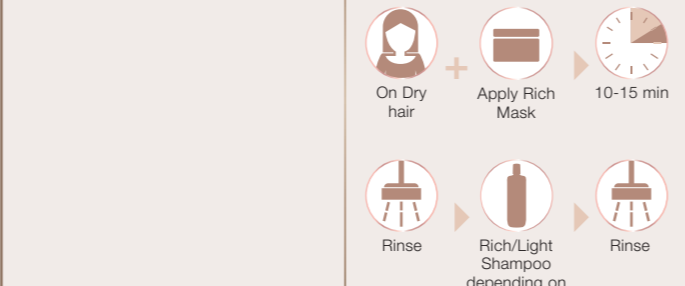 On Dry
hair
Apply Rich
Mask
10-15 min
Rinse
Rich/Light
Shampoo
depending on
Rinse